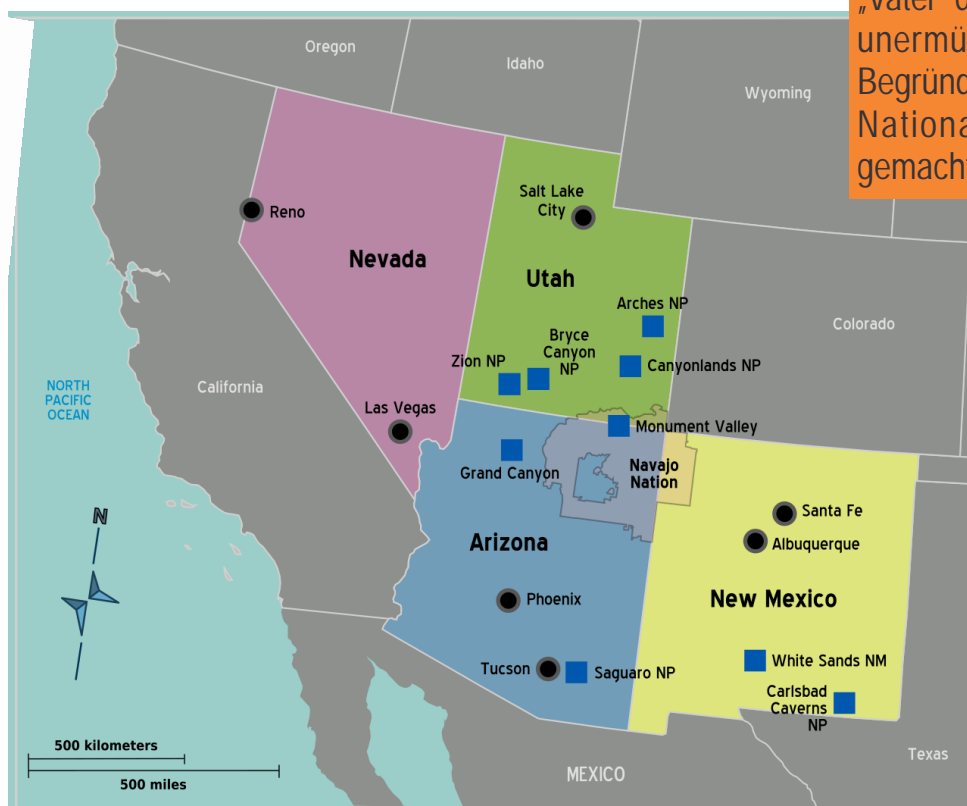 „Vater d
unermü
Begründ
Nationa
gemach
Oregon
Idaho
Wyoming
Salt Lake
City
Reno
Nevada
Utah
Arches NP
Colorado
Bryce
Canyon
NP
Zion NP
Canyonlands NP
NORTH
PACIFIC
OCEAN
California
Las Vegas
Monument Valley
Grand Canyon
Navajo
Nation
Santa Fe
Albuquerque
Arizona
New Mexico
Phoenix
N
Tucson
Saguaro NP
White Sands NM
Carlsbad
Caverns
NP
500 kilometers
500 miles
MEXICO
Texas